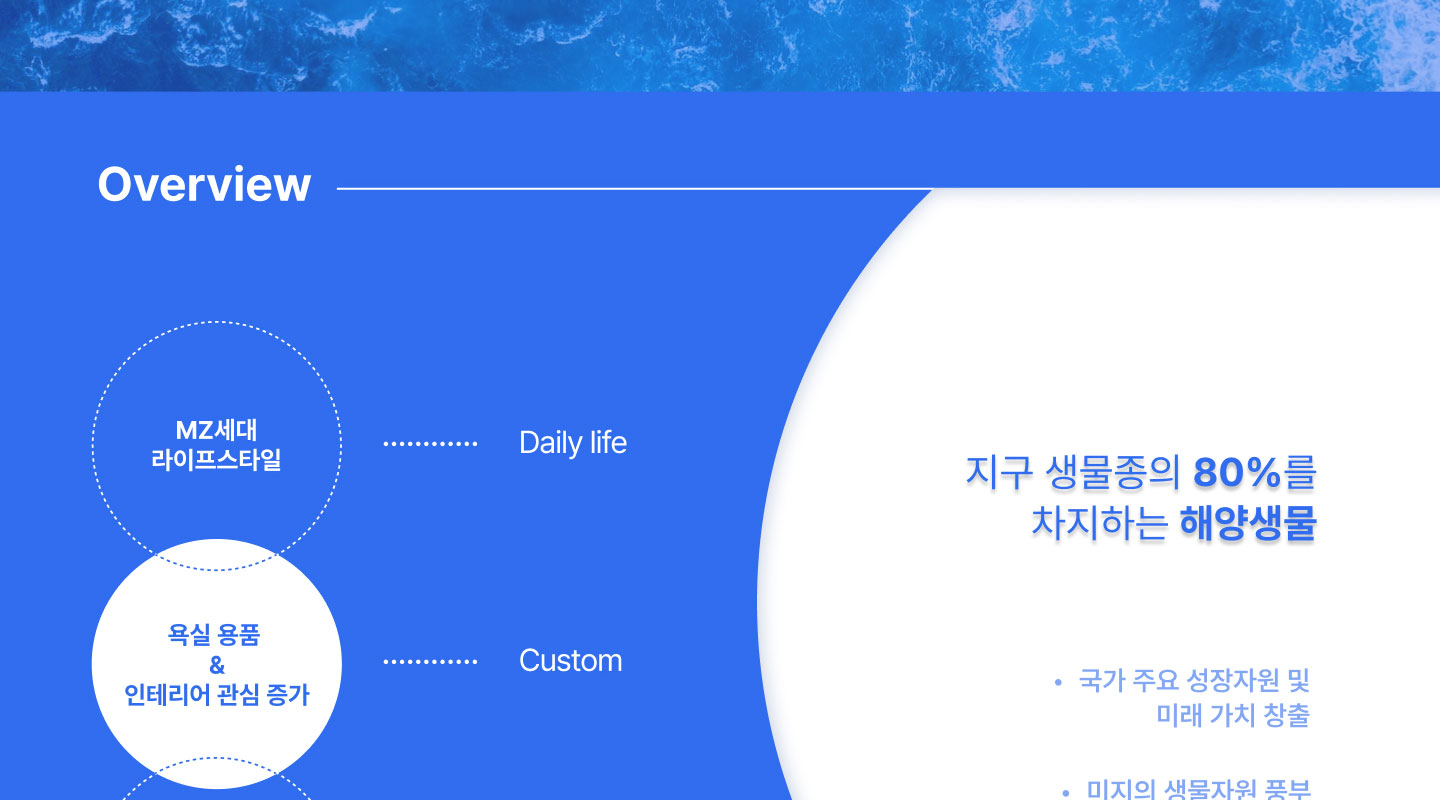 Overview
MZ세대
라이프스타일
Daily life
욕실 용품
&
인테리어 관심 증가
Custom
지구 생물종의 80%를
차지하는 해양생물
• 국가 주요 성장자원 및
미래 가치 창출
• 미지의 생물자원 풍부